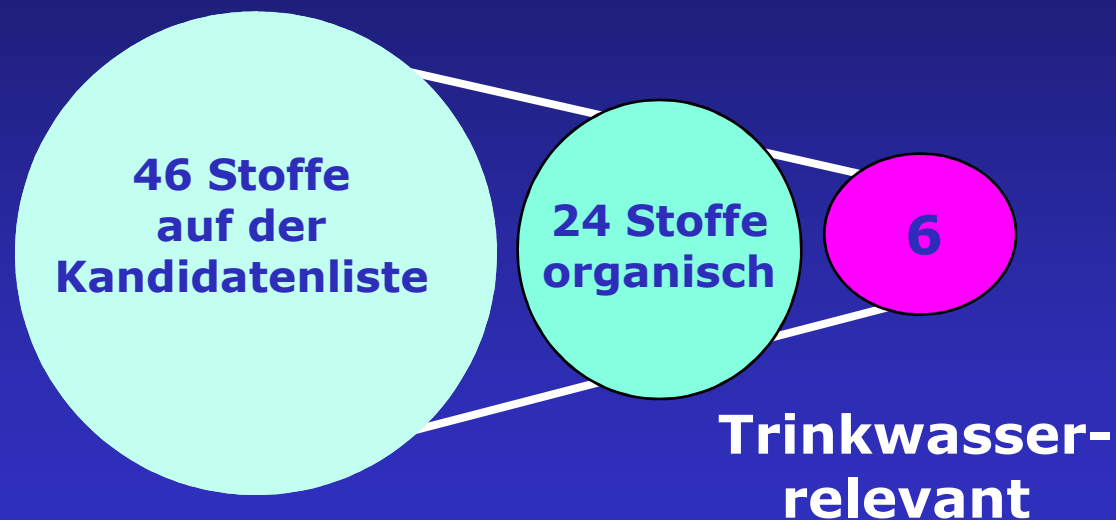 46 Stoffe
auf der
Kandidatenliste
24 Stoffe
organisch
6
Trinkwasser-
relevant